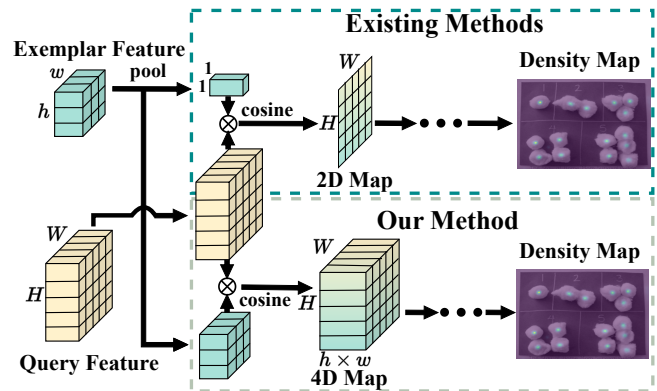 Existing Methods
Exemplar Feature
w
pool
h
1
1
cosine
W
H
2D Map
Density Map
Our Method
W
H
Query Feature
cosine
W
H
h × w
4D Map
Density Map